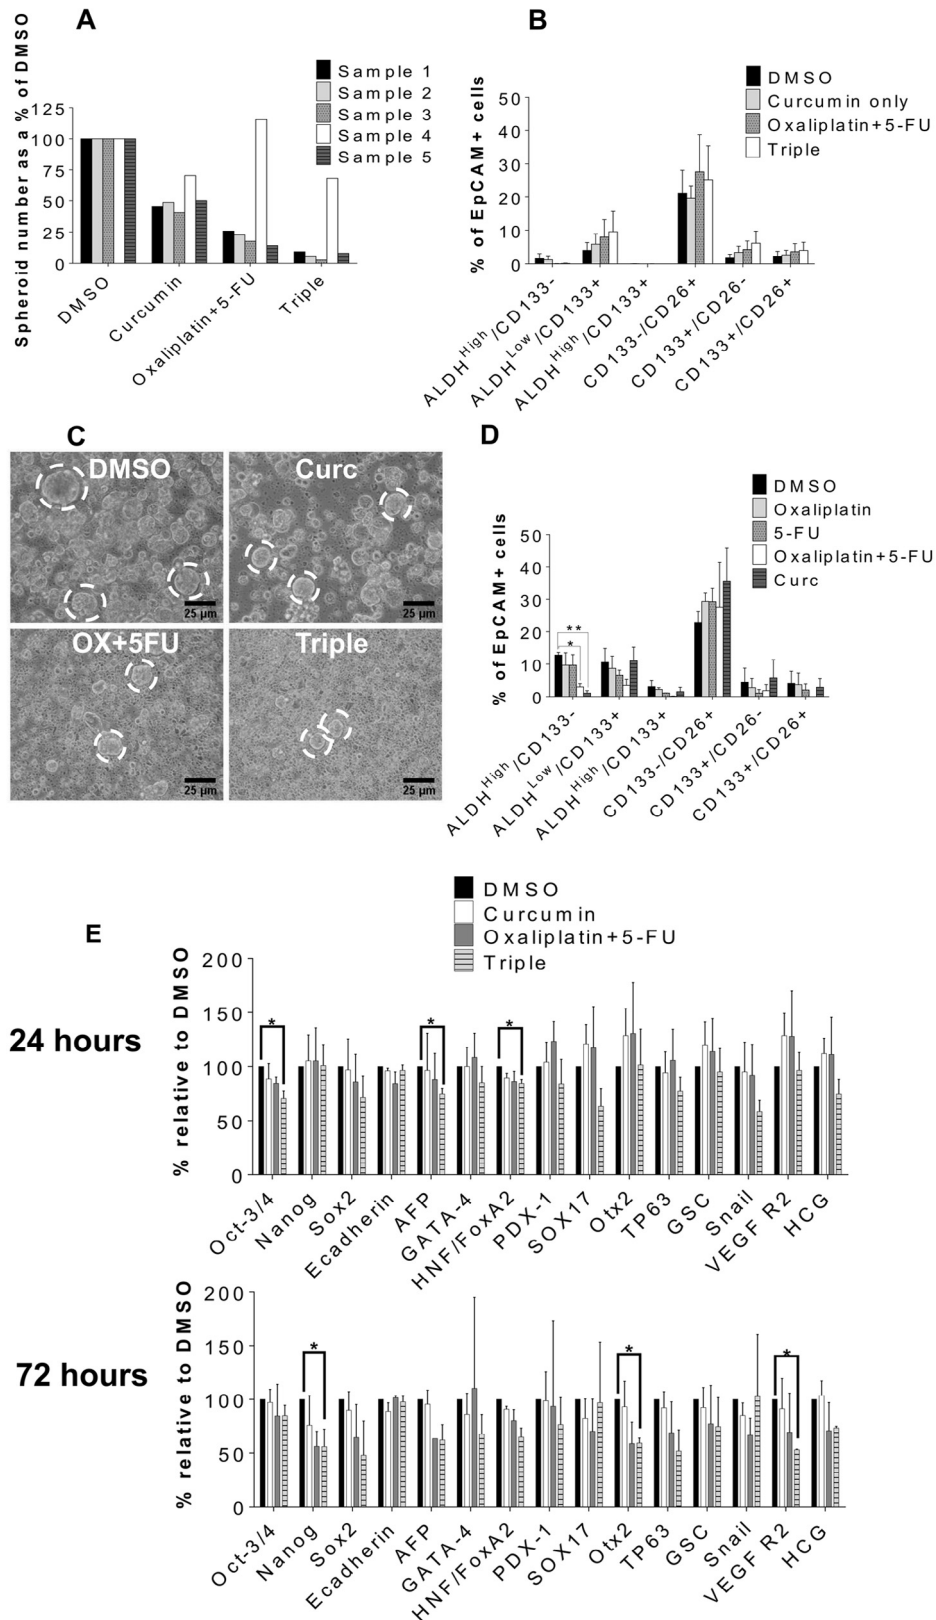 A
Spheroid number as a % of DMSO
125
100
75
50
25
0
DMSO
Curcumin
Oxaliplatin+5-FU
Triple
Sample 1
Sample 2
Sample 3
Sample 4
Sample 5
B
% of EpCAM+ cells
50
40
30
20
10
0
DMSO
Curcumin only
Oxaliplatin+5-FU
Triple
ALDHHigh/CD133-
ALDHLow/CD133+
ALDHHigh/CD133+
CD133-/CD26+
CD133+/CD26-
CD133+/CD26+
C
DMSO
25 µm
Curc
25 µm
OX+5FU
25 µm
Triple
25 µm
D
% of EpCAM+ cells
50
40
30
20
10
0
**
*
DMSO
Oxaliplatin
5-FU
Oxaliplatin+5-FU
Curc
ALDHHigh/CD133-
ALDHLow/CD133+
ALDHHigh/CD133+
CD133-/CD26+
CD133+/CD26-
CD133+/CD26+
E
DMSO
Curcumin
Oxaliplatin+5-FU
Triple
24 hours
% relative to DMSO
200
150
100
50
0
*
*
*
Oct-3/4
Nanog
Sox2
Ecadherin
AFP
GATA-4
HNF/FoxA2
PDX-1
SOX17
Otx2
TP63
GSC
Snail
VEGF R2
HCG
72 hours
% relative to DMSO
200
150
100
50
0
*
*
*
Oct-3/4
Nanog
Sox2
Ecadherin
AFP
GATA-4
HNF/FoxA2
PDX-1
SOX17
Otx2
TP63
GSC
Snail
VEGF R2
HCG